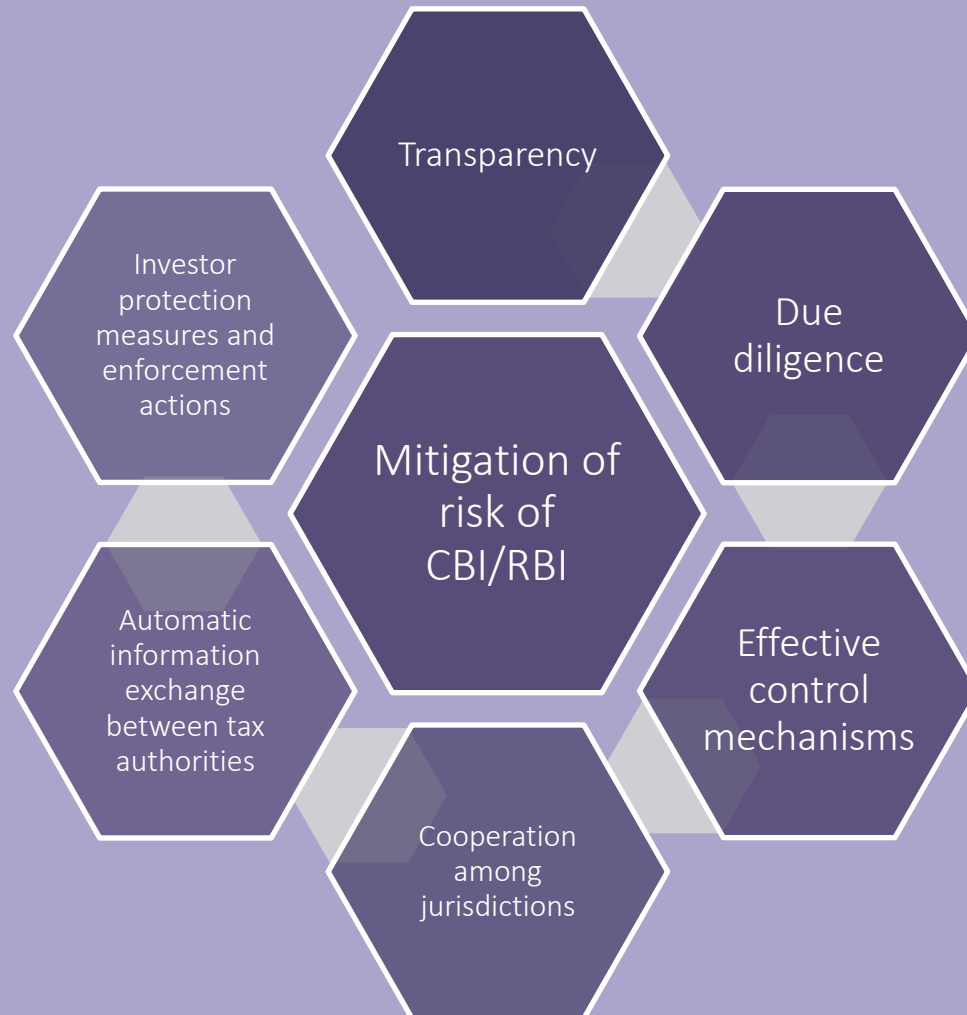 Transparency
Due
diligence
Effective
control
mechanisms
Cooperation
among
jurisdictions
Automatic
information
exchange
between tax
authorities
Investor
protection
measures and
enforcement
actions
Mitigation of
risk of
CBI/RBI